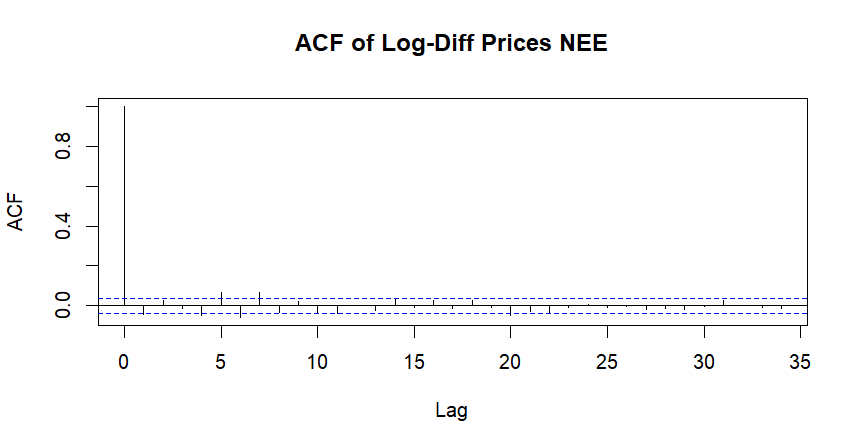 ACF of Log-Diff Prices NEE
ACF
0.8
0.4
0.0
0 5 10 15 20 25 30 35
Lag